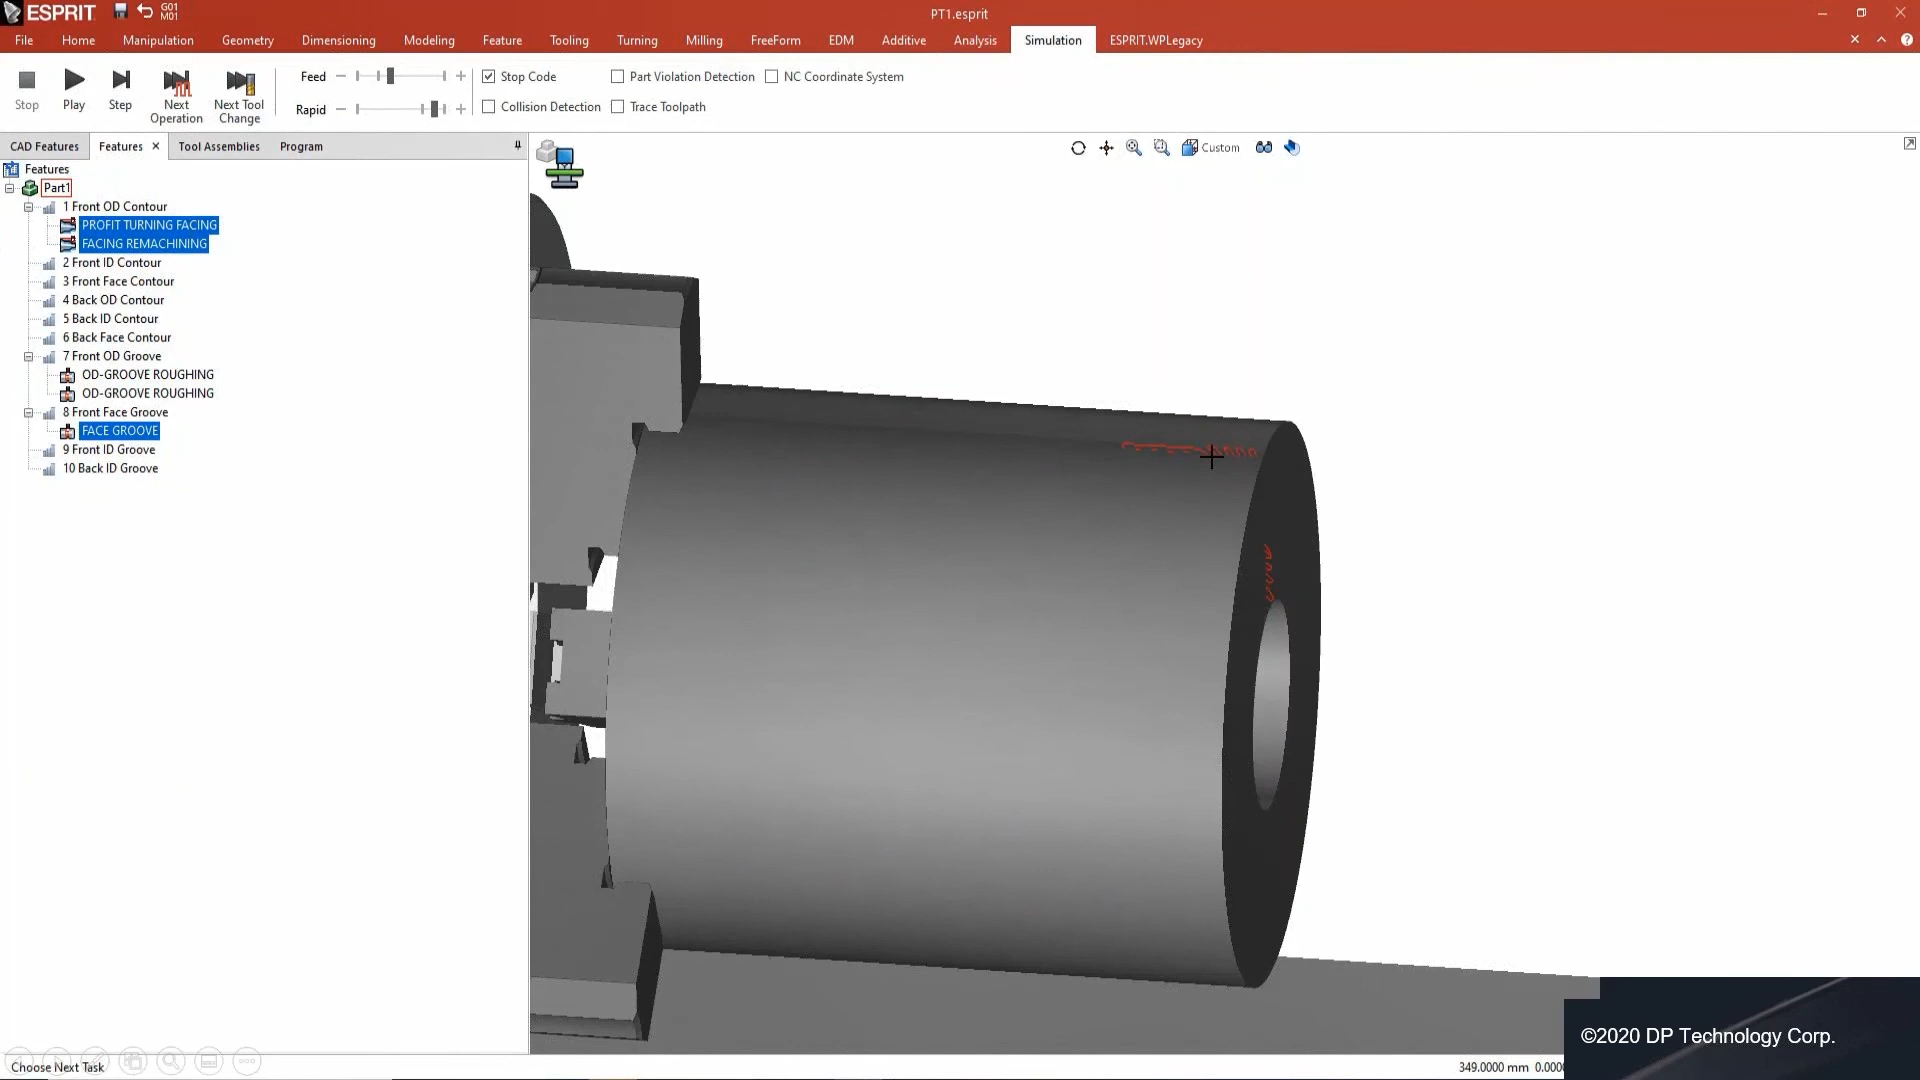 ESPRIT
G01
M01
PT1.esprit
File Home Manipulation Geometry Dimensioning Modeling Feature Tooling Turning Milling FreeForm EDM Additive Analysis Simulation ESPRIT.WPLegacy
Stop
Play
Step
Next
Operation
Next Tool
Change
Feed
Rapid
Stop Code
Part Violation Detection
NC Coordinate System
Collision Detection
Trace Toolpath
CAD Features Features Tool Assemblies Program
Custom
Features
Part1
1 Front OD Contour
PROFIT TURNING FACING
FACING REMACHINING
2 Front ID Contour
3 Front Face Contour
4 Back OD Contour
5 Back ID Contour
6 Back Face Contour
7 Front OD Groove
OD-GROOVE ROUGHING
OD-GROOVE ROUGHING
8 Front Face Groove
FACE GROOVE
9 Front ID Groove
10 Back ID Groove
©2020 DP Technology Corp.
Choose Next Task
349.0000 mm 0.0000